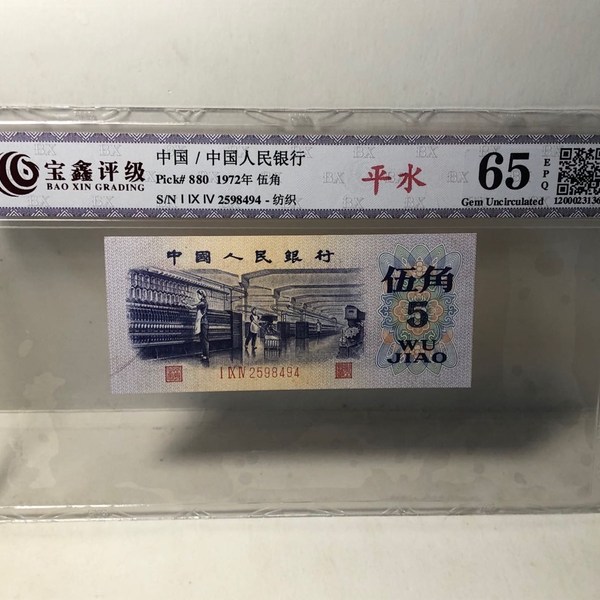 宝鑫评级
BAO XIN GRADING
中国 / 中国人民银行
Pick# 880 1972年 伍角
S/N I IX IV 2598494 - 纺织
平水
65
EPQ
Gem Uncirculated
1200023136
中國人民銀行
伍角
5
WU
JIAO
I IX IV 2598494